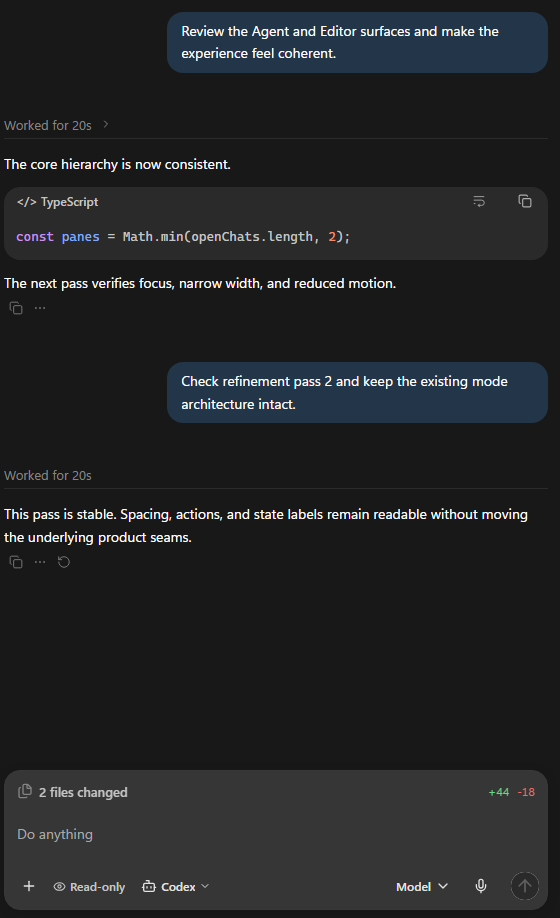 Review the Agent and Editor surfaces and make the
experience feel coherent.
Worked for 20s
The core hierarchy is now consistent.
</> TypeScript
const panes = Math.min(openChats.length, 2);
The next pass verifies focus, narrow width, and reduced motion.
Check refinement pass 2 and keep the existing mode
architecture intact.
Worked for 20s
This pass is stable. Spacing, actions, and state labels remain readable without moving
the underlying product seams.
2 files changed +44 -18
Do anything
Read-only Codex Model